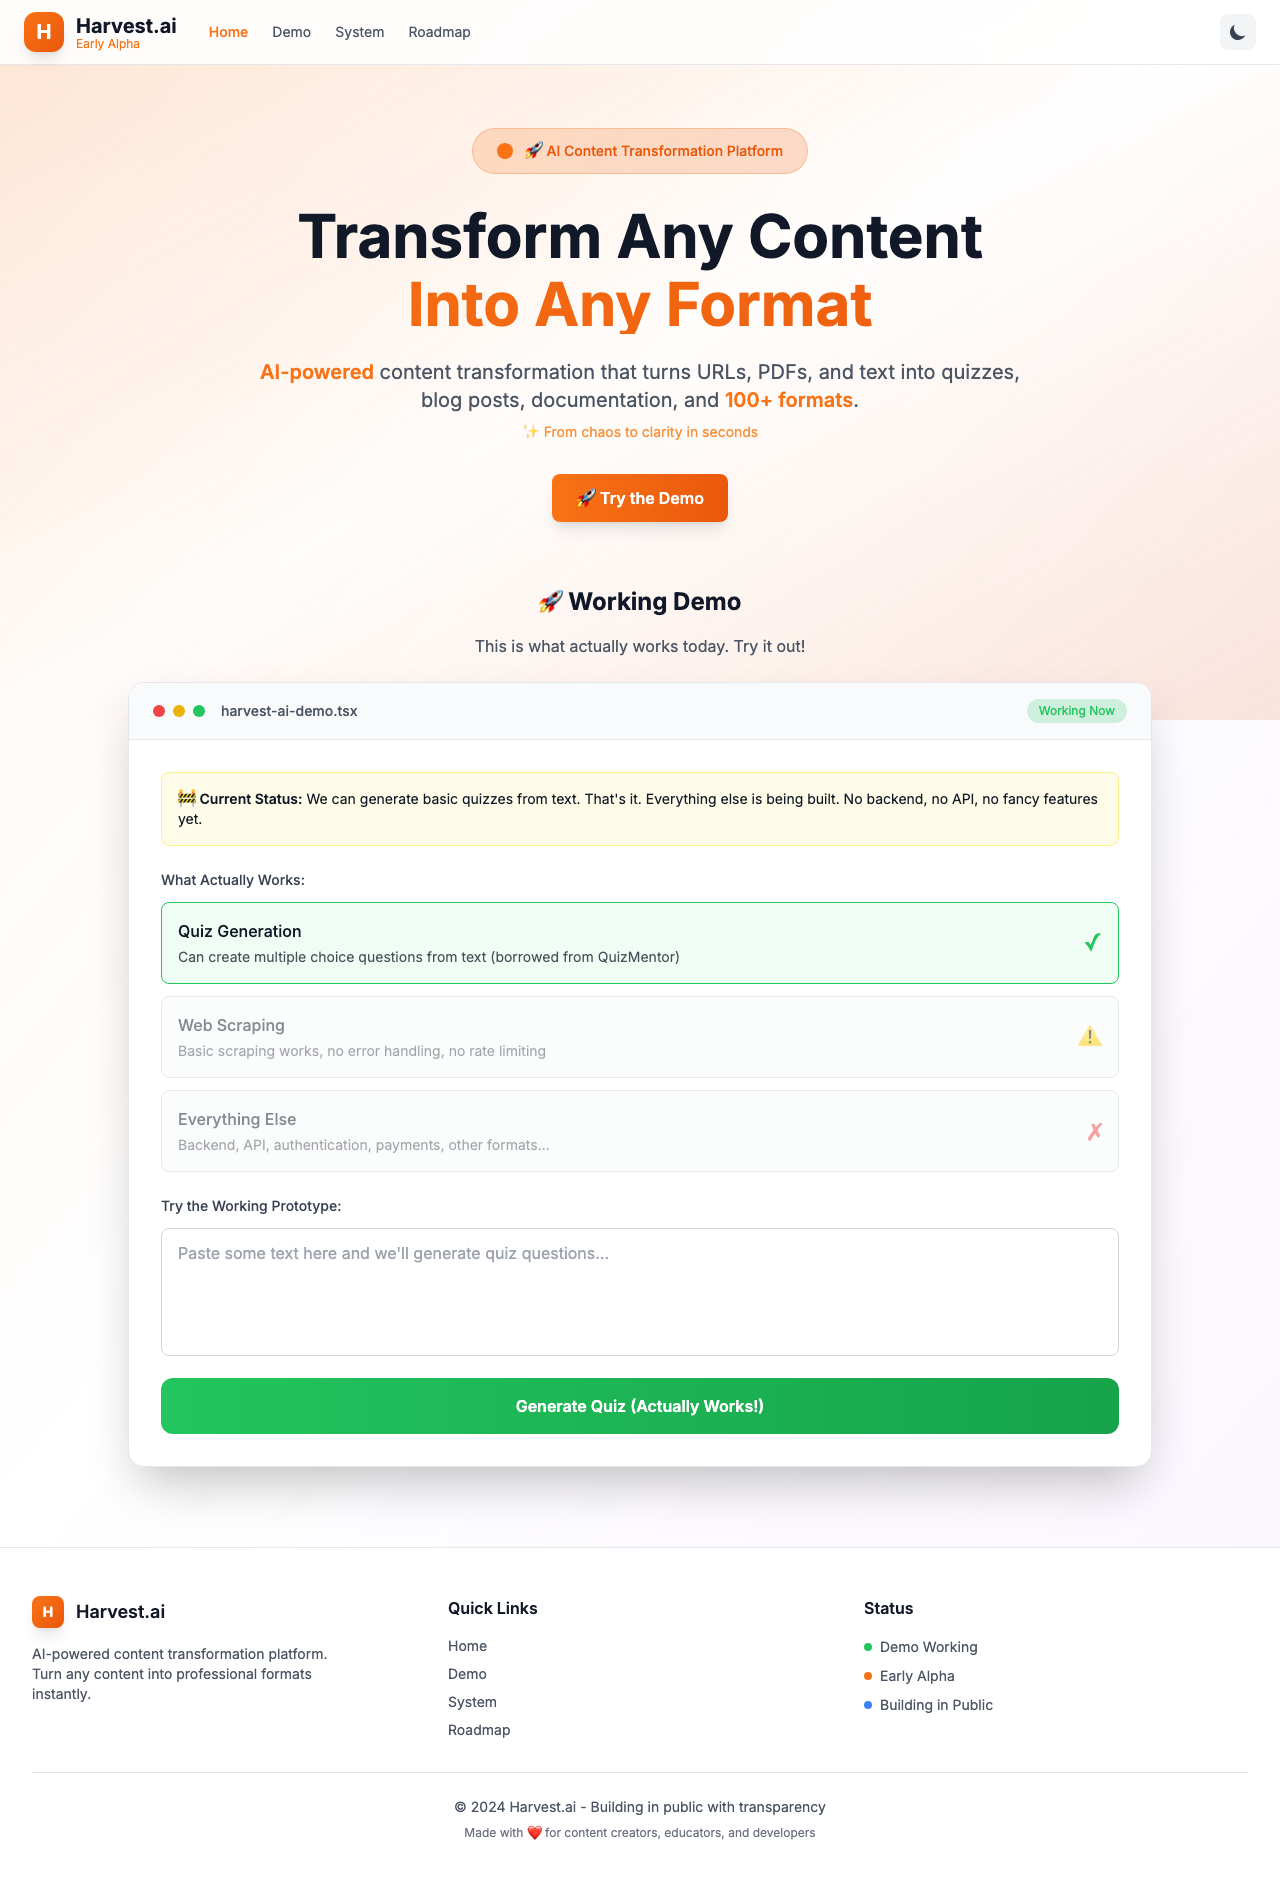 H
Harvest.ai
Early Alpha
Home
Demo
System
Roadmap
🚀 AI Content Transformation Platform
Transform Any Content
Into Any Format
AI-powered content transformation that turns URLs, PDFs, and text into quizzes,
blog posts, documentation, and 100+ formats.
✨ From chaos to clarity in seconds
🚀 Try the Demo
🚀 Working Demo
This is what actually works today. Try it out!
harvest-ai-demo.tsx
Working Now
🚧 Current Status: We can generate basic quizzes from text. That's it. Everything else is being built. No backend, no API, no fancy features
yet.
What Actually Works:
Quiz Generation
Can create multiple choice questions from text (borrowed from QuizMentor)
✓
Web Scraping
Basic scraping works, no error handling, no rate limiting
⚠️
Everything Else
Backend, API, authentication, payments, other formats...
✗
Try the Working Prototype:
Paste some text here and we'll generate quiz questions...
Generate Quiz (Actually Works!)
H
Harvest.ai
AI-powered content transformation platform.
Turn any content into professional formats
instantly.
Quick Links
Home
Demo
System
Roadmap
Status
Demo Working
Early Alpha
Building in Public
© 2024 Harvest.ai - Building in public with transparency
Made with ❤️ for content creators, educators, and developers